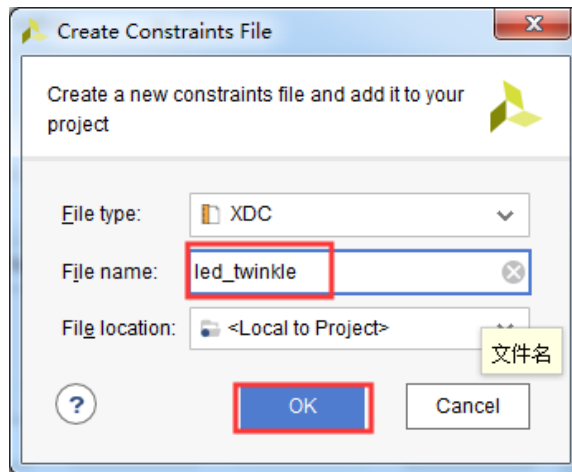 Create Constraints File
Create a new constraints file and add it to your
project
File type: XDC
File name: led_twinkle
File location: <Local to Project>
文件名
? OK Cancel